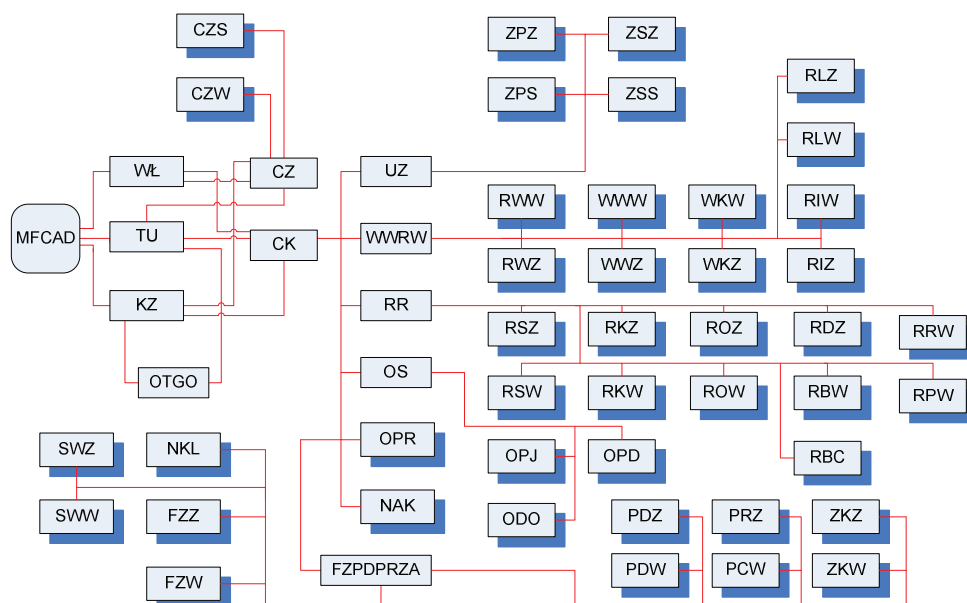 CZS
CZW
WŁ
CZ
MFCAD
TU
CK
KZ
OTGO
ZPZ
ZSZ
ZPS
ZSS
RLZ
RLW
UZ
RWW
WWW
WKW
RIW
WWRW
RWZ
WWZ
WKZ
RIZ
RR
RSZ
RKZ
ROZ
RDZ
RRW
OS
RSW
RKW
ROW
RBW
RPW
OPR
OPJ
OPD
RBC
NAK
ODO
SWZ
NKL
SWW
FZZ
FZW
FZPDPRZA
PDZ
PRZ
ZKZ
PDW
PCW
ZKW